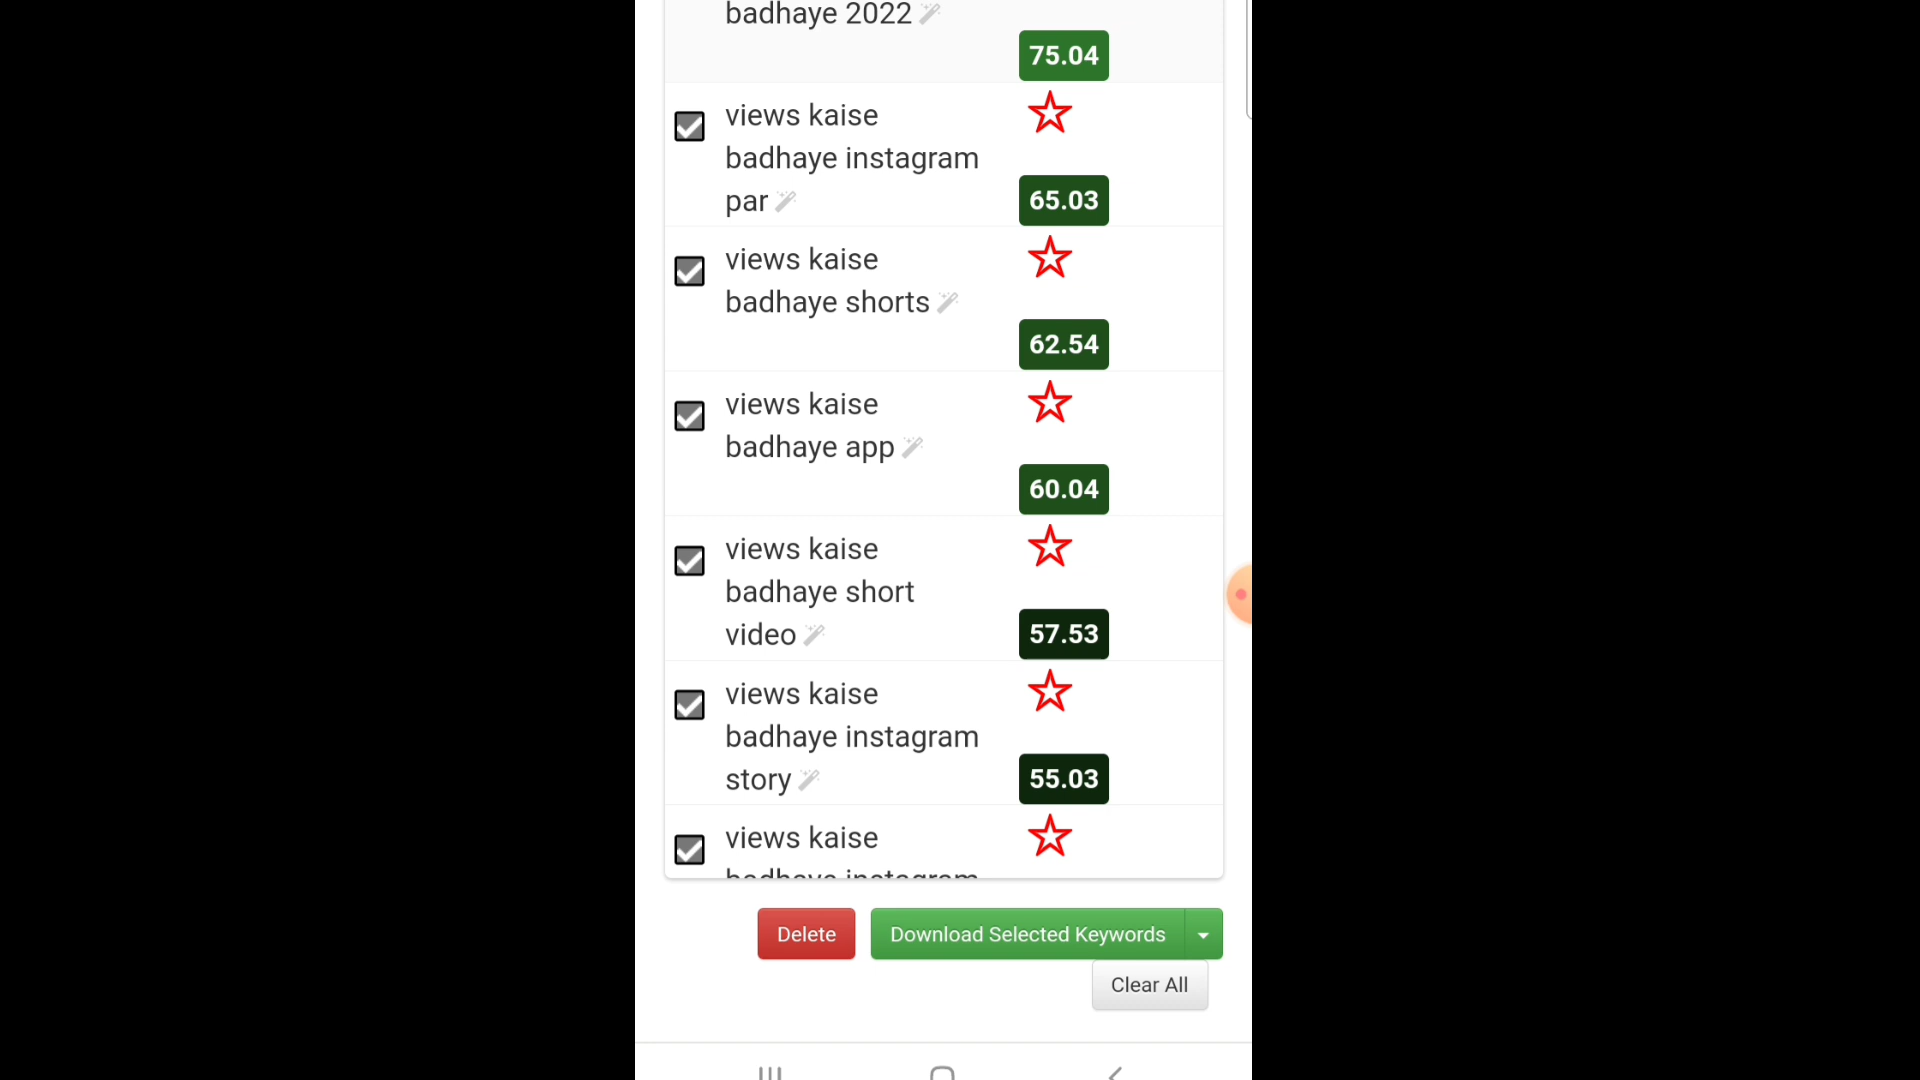 badhaye 2022
75.04
views kaise
badhaye instagram
par
65.03
views kaise
badhaye shorts
62.54
views kaise
badhaye app
60.04
views kaise
badhaye short
video
57.53
views kaise
badhaye instagram
story
55.03
views kaise
badhaye instagram
Delete
Download Selected Keywords
Clear All